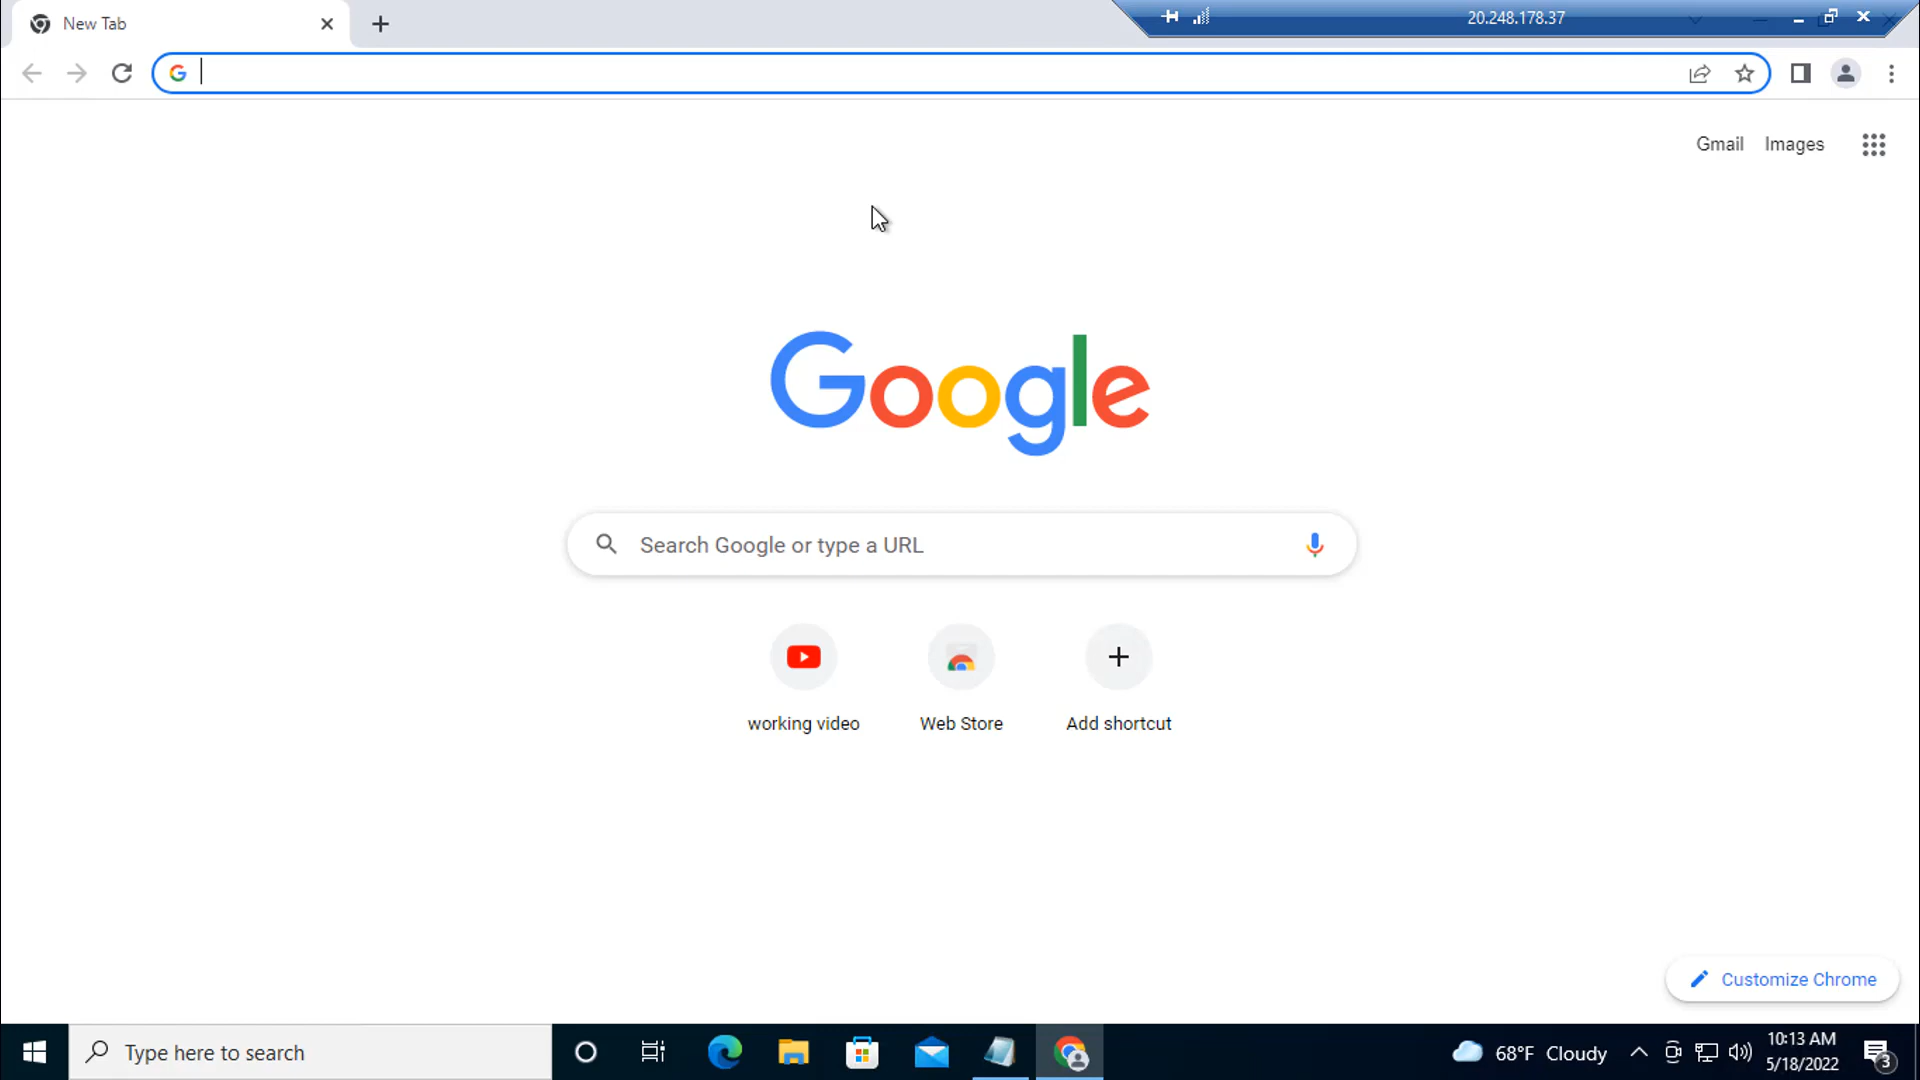 New Tab
20.248.178.37
Gmail Images
Google
Search Google or type a URL
working video
Web Store
Add shortcut
Customize Chrome
Type here to search
68°F Cloudy
10:13 AM
5/18/2022
3